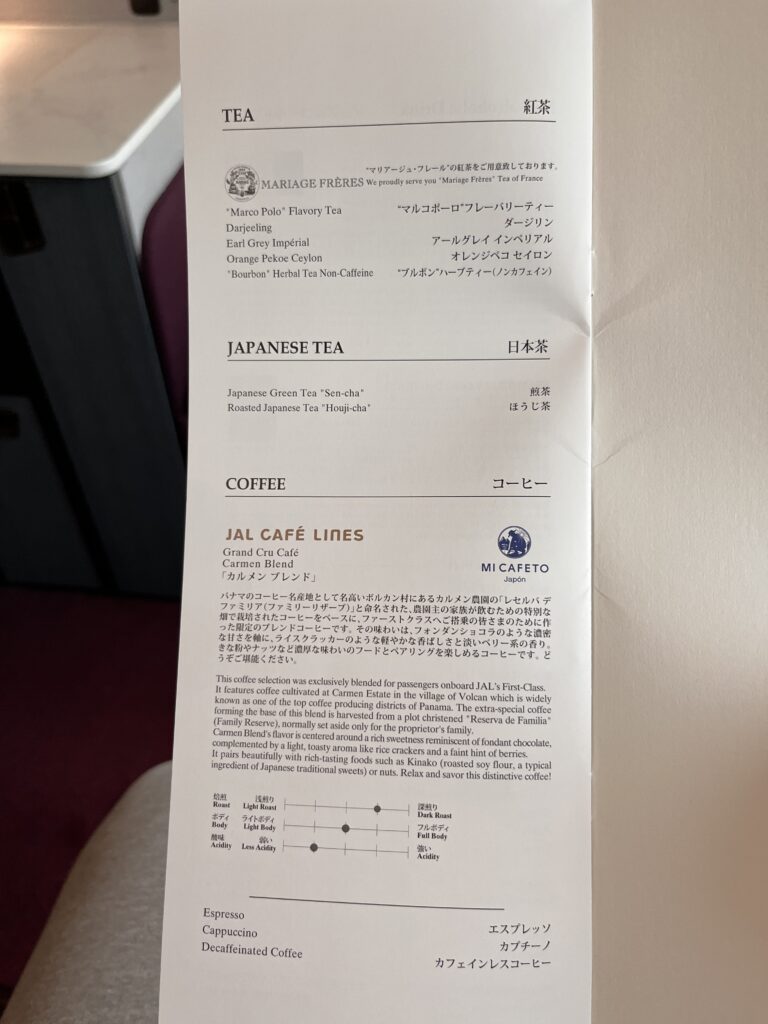 TEA 紅茶
"マリアージュ・フレール"の紅茶をご用意致しております。
MARIAGE FRÈRES We proudly serve you "Mariage Frères" Tea of France
"Marco Polo" Flavory Tea "マルコポーロ"フレーバリーティー
Darjeeling ダージリン
Earl Grey Impérial アールグレイ インペリアル
Orange Pekoe Ceylon オレンジペコ セイロン
"Bourbon" Herbal Tea Non-Caffeine "ブルボン"ハーブティー(ノンカフェイン)
JAPANESE TEA 日本茶
Japanese Green Tea "Sen-cha" 煎茶
Roasted Japanese Tea "Houji-cha" ほうじ茶
COFFEE コーヒー
JAL CAFÉ LINES
Grand Cru Café
Carmen Blend
「カルメン ブレンド」
MI CAFETO
Japón
パナマのコーヒー名産地として名高いボルカン村にあるカルメン農園の「レセルバ デ
ファミリア(ファミリーリザーブ)」と命名された、農園主の家族が飲むための特別な
畑で栽培されたコーヒーをベースに、ファーストクラスへご搭乗の皆さまのために作
った限定のブレンドコーヒーです。その味わいは、フォンダンショコラのような濃密
な甘さを軸に、ライスクラッカーのような軽やかな香ばしさと淡いベリー系の香り。
きな粉やナッツなど濃厚な味わいのフードとペアリングを楽しめるコーヒーです。ど
うぞご堪能ください。
This coffee selection was exclusively blended for passengers onboard JAL's First-Class.
It features coffee cultivated at Carmen Estate in the village of Volcan which is widely
known as one of the top coffee producing districts of Panama. The extra-special coffee
forming the base of this blend is harvested from a plot christened "Reserva de Familia"
(Family Reserve), normally set aside only for the proprietor's family.
Carmen Blend's flavor is centered around a rich sweetness reminiscent of fondant chocolate,
complemented by a light, toasty aroma like rice crackers and a faint hint of berries.
It pairs beautifully with rich-tasting foods such as Kinako (roasted soy flour, a typical
ingredient of Japanese traditional sweets) or nuts. Relax and savor this distinctive coffee!
焙煎 浅煎り 深煎り
Roast Light Roast Dark Roast
ボディ ライトボディ フルボディ
Body Light Body Full Body
酸味 弱い 強い
Acidity Less Acidity Acidity
Espresso エスプレッソ
Cappuccino カプチーノ
Decaffeinated Coffee カフェインレスコーヒー